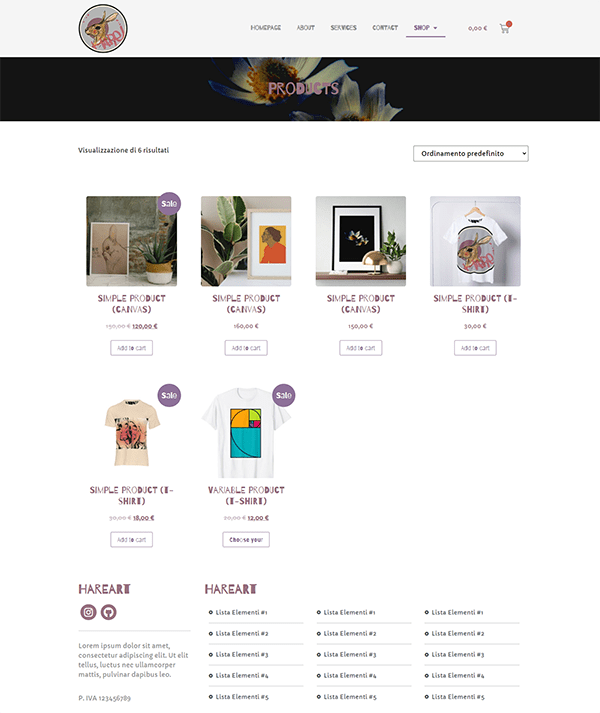 HOMEPAGE ABOUT SERVICES CONTACT SHOP 0,00 €
PRODUCTS
Visualizzazione di 6 risultati
Ordinamento predefinito
Sale
SIMPLE PRODUCT (CANVAS)
150,00 € 120,00 €
Add to cart
SIMPLE PRODUCT (CANVAS)
160,00 €
Add to cart
SIMPLE PRODUCT (CANVAS)
150,00 €
Add to cart
SIMPLE PRODUCT (T-SHIRT)
30,00 €
Add to cart
Sale
SIMPLE PRODUCT (T-SHIRT)
30,00 € 18,00 €
Add to cart
Sale
VARIABLE PRODUCT (T-SHIRT)
20,00 € 12,00 €
Choose your
HAREART
Lorem ipsum dolor sit amet,
consectetur adipiscing elit. Ut elit
tellus, luctus nec ullamcorper
mattis, pulvinar dapibus leo.
P. IVA 123456789
HAREART
Lista Elementi #1
Lista Elementi #2
Lista Elementi #3
Lista Elementi #4
Lista Elementi #5
Lista Elementi #1
Lista Elementi #2
Lista Elementi #3
Lista Elementi #4
Lista Elementi #5
Lista Elementi #1
Lista Elementi #2
Lista Elementi #3
Lista Elementi #4
Lista Elementi #5